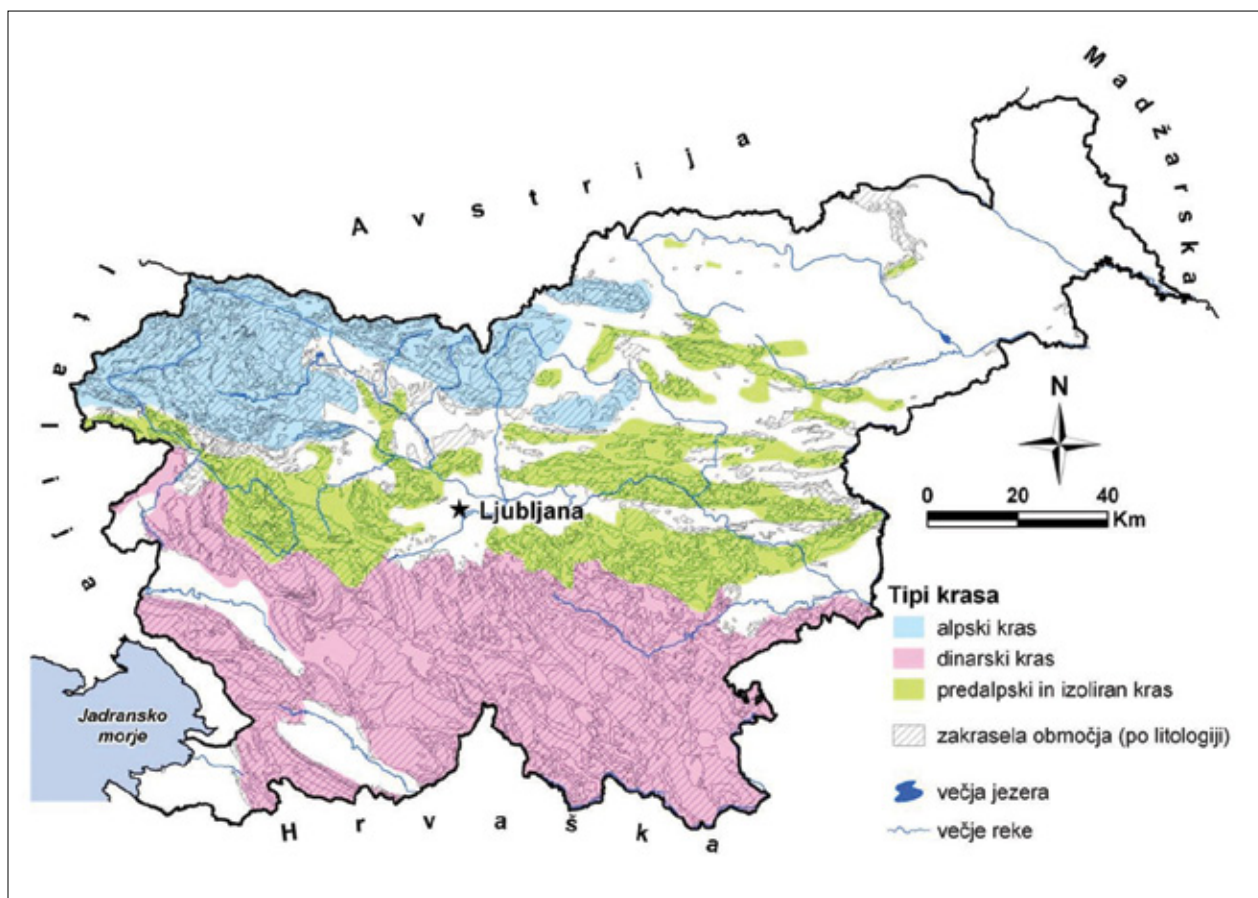 Madžarska
Avstrija
Italija
N
Ljubljana
0 20 40
Km
Tipi krasa
alpski kras
dinarski kras
predalpski in izoliran kras
Jadransko
morje
zakrasela območja (po litologiji)
večja jezera
večje reke
Hrvaška